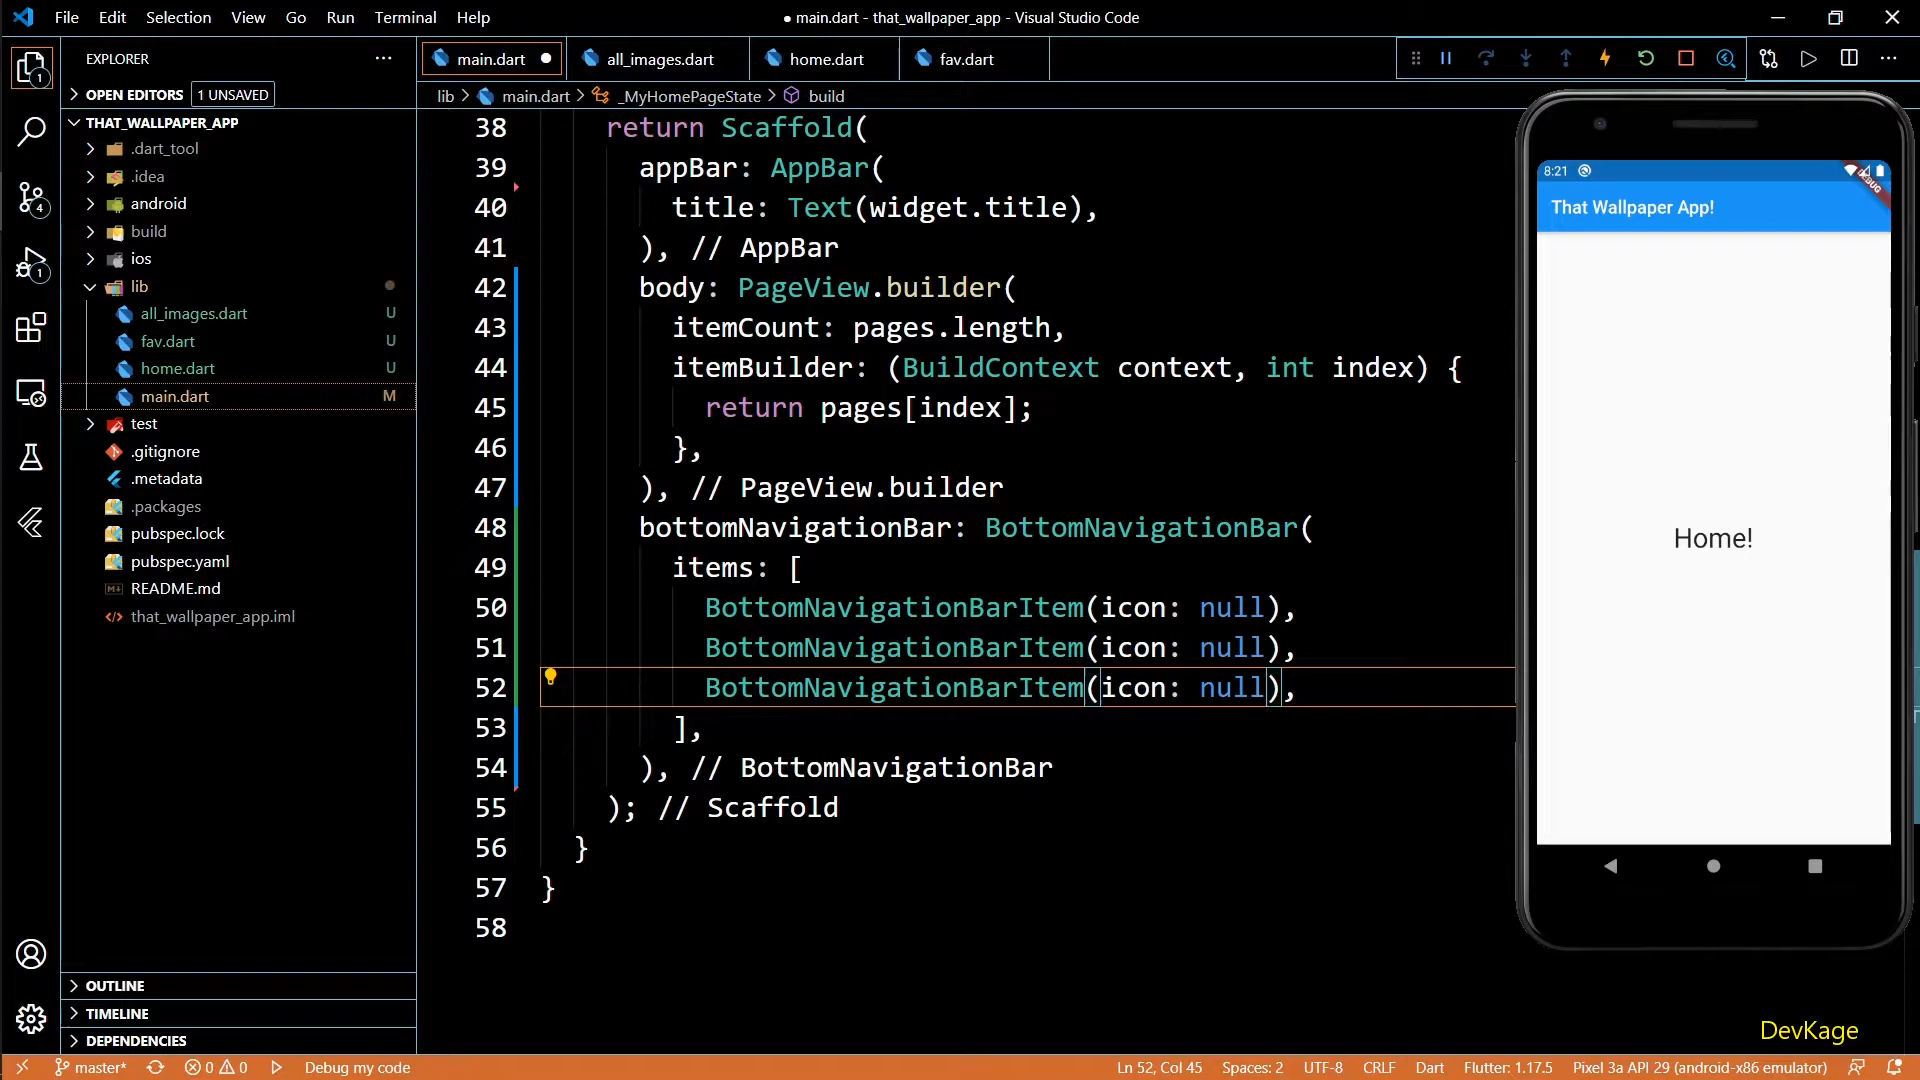 File Edit Selection View Go Run Terminal Help
● main.dart - that_wallpaper_app - Visual Studio Code
EXPLORER
main.dart all_images.dart home.dart fav.dart
OPEN EDITORS 1 UNSAVED
lib > main.dart > _MyHomePageState > build
THAT_WALLPAPER_APP
.dart_tool
.idea
android
build
ios
lib
all_images.dart U
fav.dart U
home.dart U
main.dart M
test
.gitignore
.metadata
.packages
pubspec.lock
pubspec.yaml
README.md
that_wallpaper_app.iml
OUTLINE
TIMELINE
DEPENDENCIES
1
4
1
38 return Scaffold(
39 appBar: AppBar(
40 title: Text(widget.title),
41 ), // AppBar
42 body: PageView.builder(
43 itemCount: pages.length,
44 itemBuilder: (BuildContext context, int index) {
45 return pages[index];
46 },
47 ), // PageView.builder
48 bottomNavigationBar: BottomNavigationBar(
49 items: [
50 BottomNavigationBarItem(icon: null),
51 BottomNavigationBarItem(icon: null),
52 BottomNavigationBarItem(icon: null),
53 ],
54 ), // BottomNavigationBar
55 ); // Scaffold
56 }
57 }
58
8:21
DEBUG
That Wallpaper App!
Home!
DevKage
master* 0 0 Debug my code
Ln 52, Col 45 Spaces: 2 UTF-8 CRLF Dart Flutter: 1.17.5 Pixel 3a API 29 (android-x86 emulator)